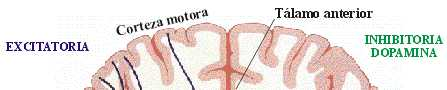 Corteza motora
Tálamo anterior
EXCITATORIA
INHIBITORIA
DOPAMINA